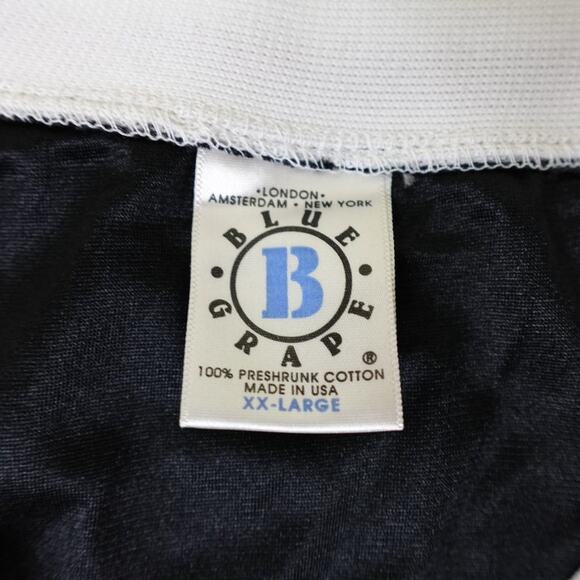 •LONDON•
AMSTERDAM • NEW YORK
• BLUE •
B
GRAPE
®
100% PRESHRUNK COTTON
MADE IN USA
XX-LARGE